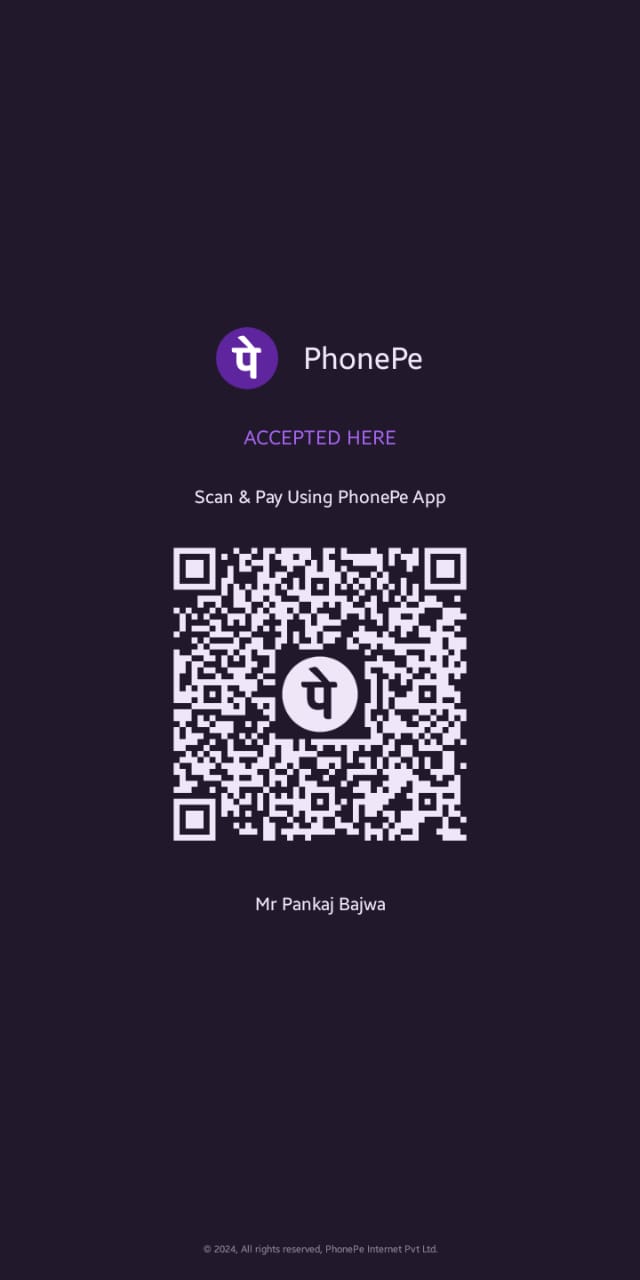 पे PhonePe
ACCEPTED HERE
Scan & Pay Using PhonePe App
पे
Mr Pankaj Bajwa
© 2024, All rights reserved, PhonePe Internet Pvt Ltd.